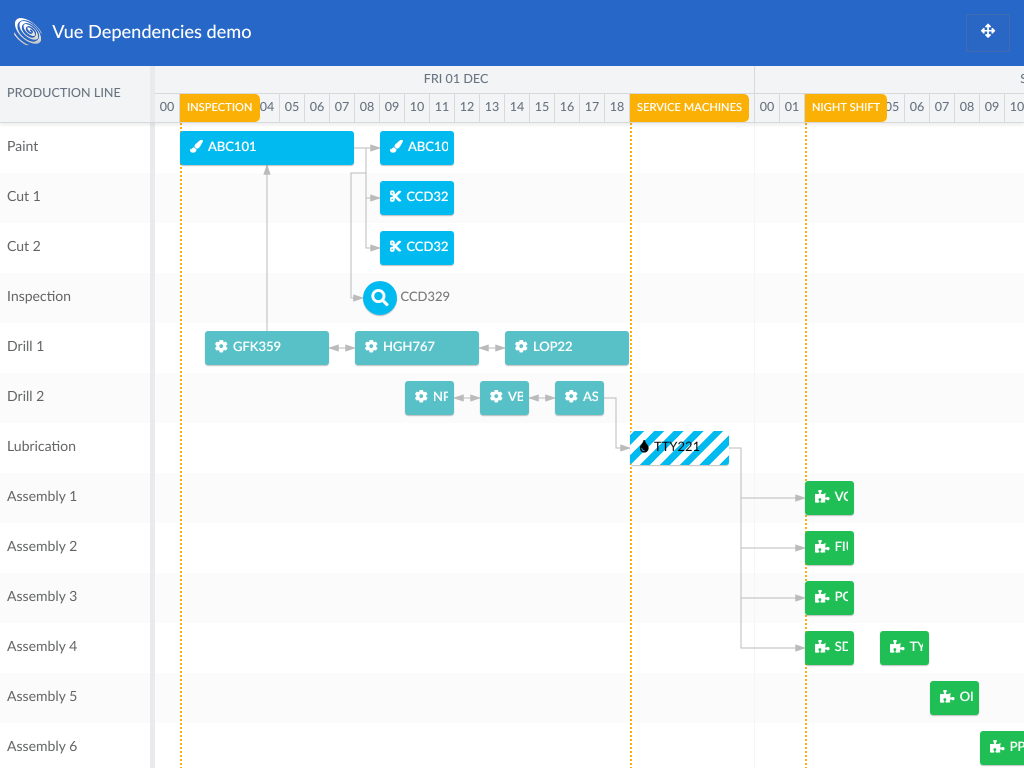 Vue Dependencies demo
PRODUCTION LINE
FRI 01 DEC
S
00 INSPECTION 04 05 06 07 08 09 10 11 12 13 14 15 16 17 18 SERVICE MACHINES 00 01 NIGHT SHIFT 05 06 07 08 09 10
Paint ABC101 ABC10
Cut 1 CCD32
Cut 2 CCD32
Inspection CCD329
Drill 1 GFK359 HGH767 LOP22
Drill 2 NF VE AS
Lubrication TTY221
Assembly 1 VO
Assembly 2 FI
Assembly 3 PO
Assembly 4 SD TY
Assembly 5 OI
Assembly 6 PP